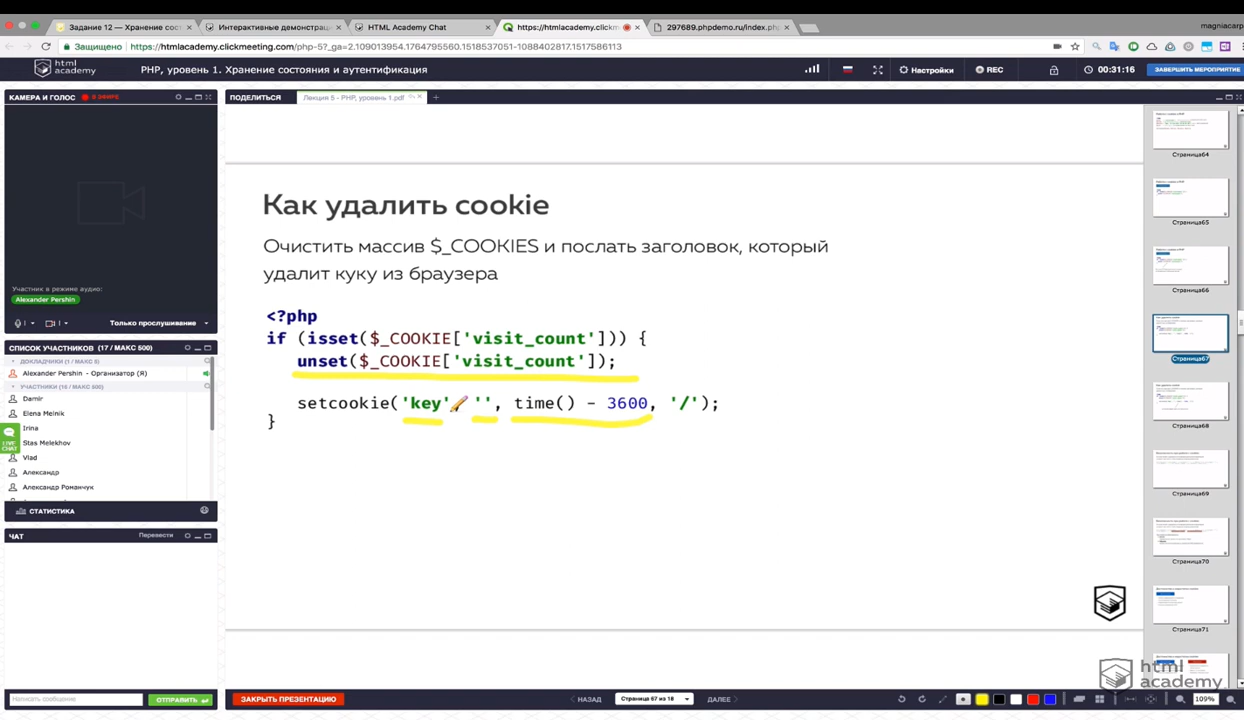 Задание 12 — Хранение сост
Интерактивные демонстрац
HTML Academy Chat
https://htmlacademy.clickm
297689.phpdemo.ru/index.ph
magniacarp
Защищено
https://htmlacademy.clickmeeting.com/php-5?_ga=2.109013954.1764795560.1518537051-1088402817.1517586113
html academy
PHP, уровень 1. Хранение состояния и аутентификация
Настройки
REC
00:31:16
ЗАВЕРШИТЬ МЕРОПРИЯТИЕ
КАМЕРА И ГОЛОС
В ЭФИРЕ
ПОДЕЛИТЬСЯ
Лекция 5 - PHP, уровень 1.pdf
Участник в режиме аудио:
Alexander Pershin
Только прослушивание
СПИСОК УЧАСТНИКОВ (17 / МАКС 500)
ДОКЛАДЧИКИ (1 / МАКС 5)
Alexander Pershin - Организатор (Я)
УЧАСТНИКИ (16 / МАКС 500)
Damir
Elena Melnik
Irina
Stas Melekhov
Vlad
Александр
Александр Романчук
LIVE CHAT
СТАТИСТИКА
ЧАТ
Перевести
Написать сообщение
ОТПРАВИТЬ
Как удалить cookie
Очистить массив $_COOKIES и послать заголовок, который
удалит куку из браузера
<?php
if (isset($_COOKIE['visit_count'])) {
unset($_COOKIE['visit_count']);
setcookie('key' '', time() - 3600, '/');
}
Страница64
Страница65
Страница66
Страница67
Страница68
Страница69
Страница70
Страница71
html academy
ЗАКРЫТЬ ПРЕЗЕНТАЦИЮ
НАЗАД
Страница 67 из 18
ДАЛЕЕ
109%